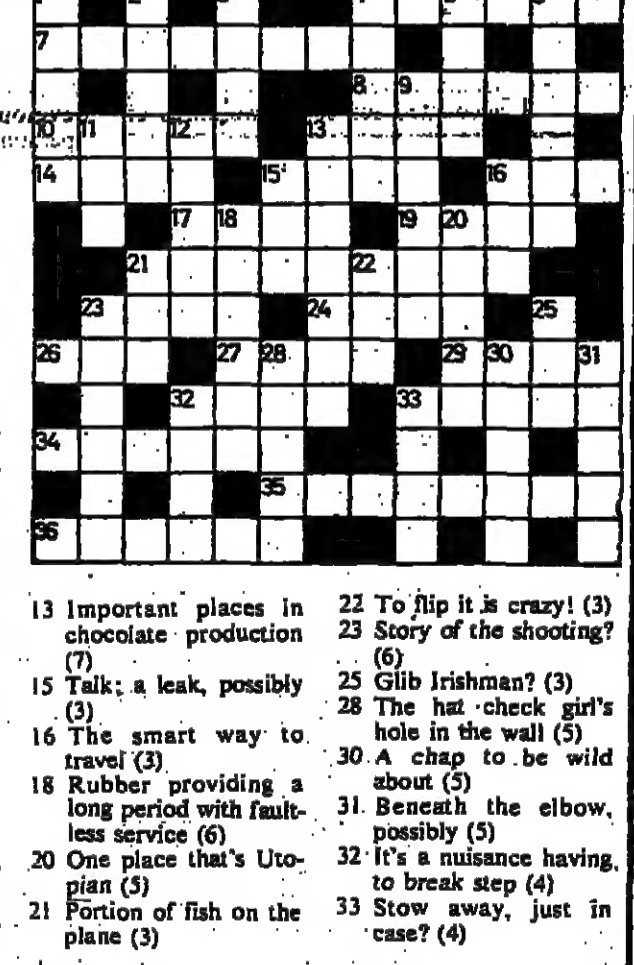 7
8 9
10 11 12 13
14 15 16
17 18 19 20
21 22
23 24 25
26 27 28 29 30 31
32 33
34
35
36
13 Important places in
chocolate production
(7)
15 Talk; a leak, possibly
(3)
16 The smart way to
travel (3)
18 Rubber providing a
long period with fault-
less service (6)
20 One place that's Uto-
pian (5)
21 Portion of fish on the
plane (3)
22 To flip it is crazy! (3)
23 Story of the shooting?
(6)
25 Glib Irishman? (3)
28 The hat check girl's
hole in the wall (5)
30 A chap to be wild
about (5)
31 Beneath the elbow,
possibly (5)
32 It's a nuisance having
to break step (4)
33 Stow away, just in
case? (4)